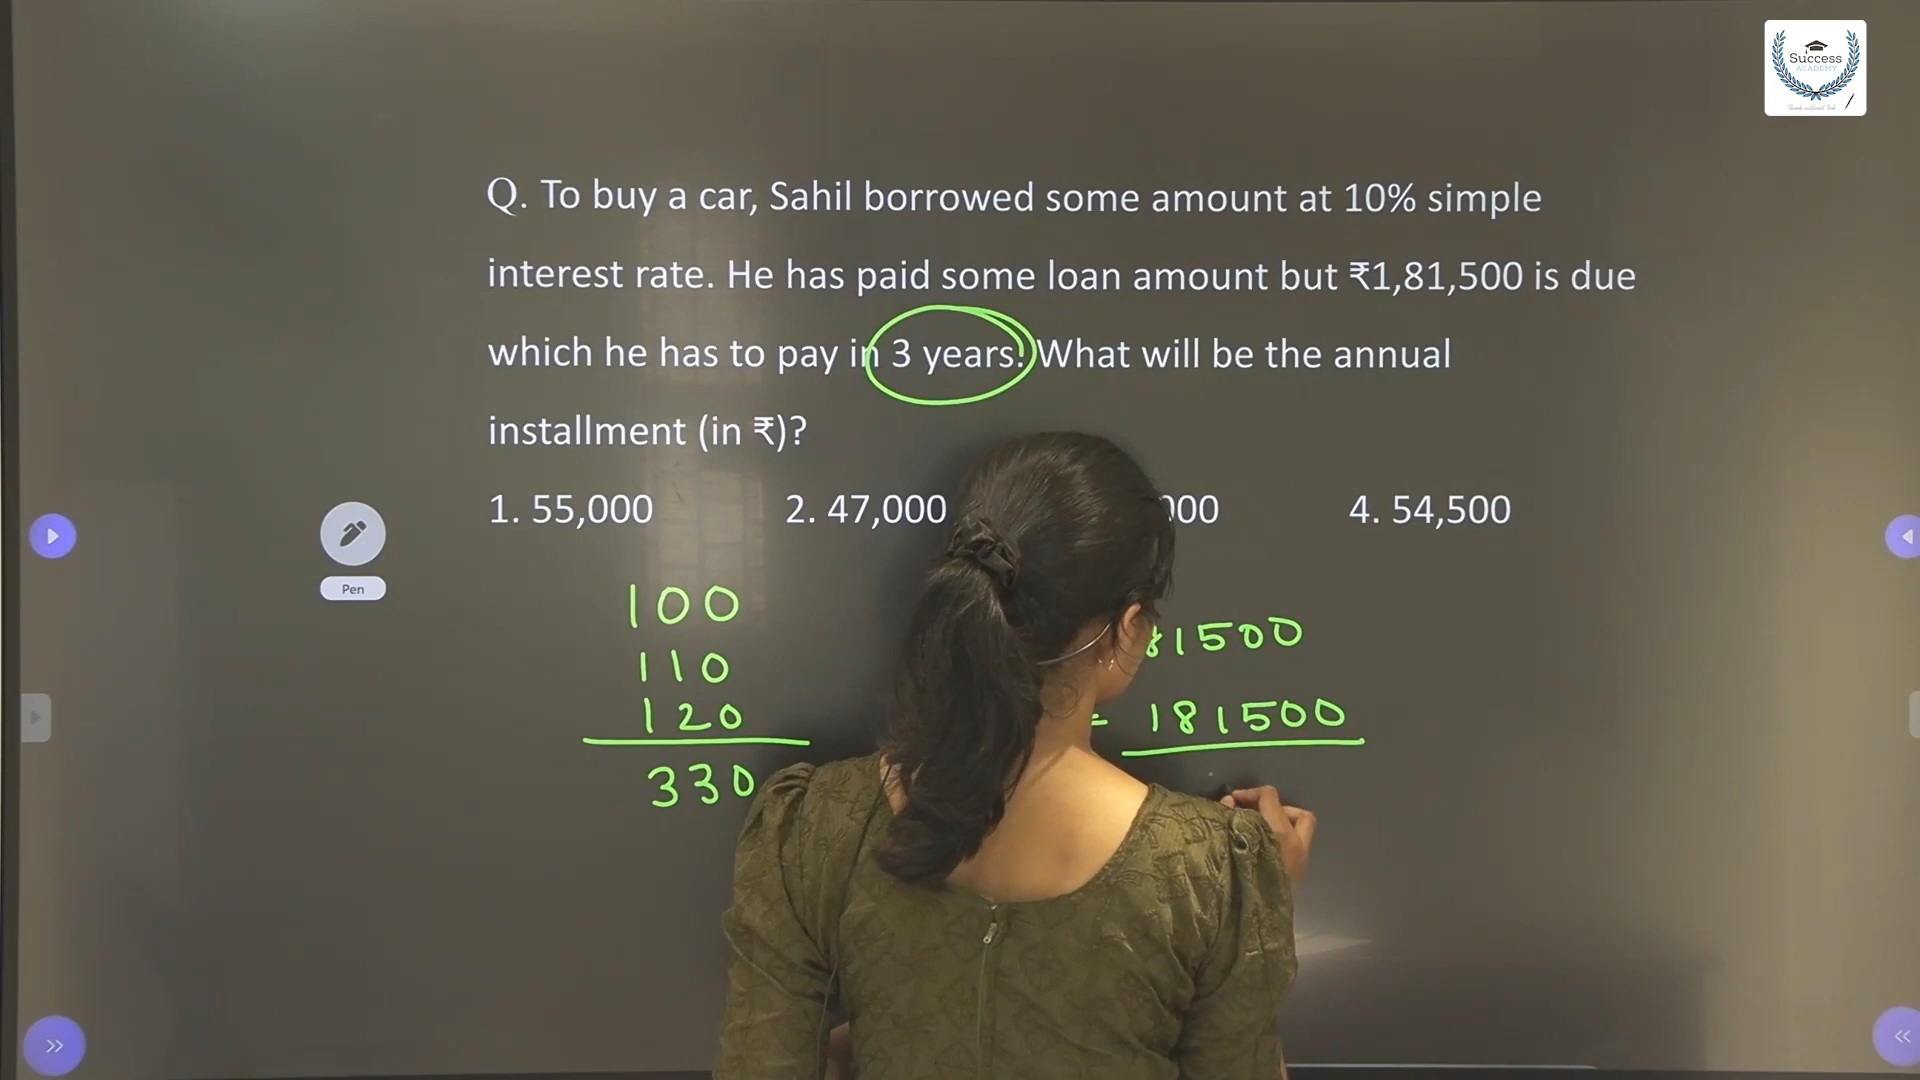 Success
ACADEMY
Q. To buy a car, Sahil borrowed some amount at 10% simple
interest rate. He has paid some loan amount but ₹1,81,500 is due
which he has to pay in 3 years. What will be the annual
installment (in ₹)?
1. 55,000 2. 47,000 000 4. 54,500
Pen
100
110
120
330
81500
= 181500